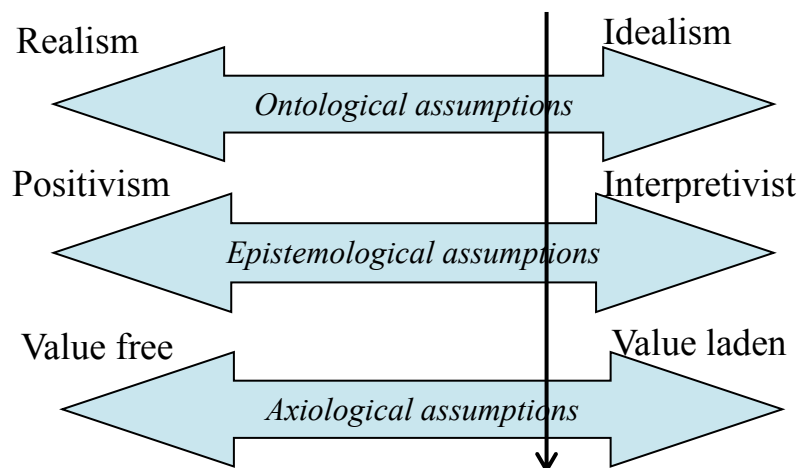 Realism
Idealism
Ontological assumptions
Positivism
Interpretivist
Epistemological assumptions
Value free
Value laden
Axiological assumptions